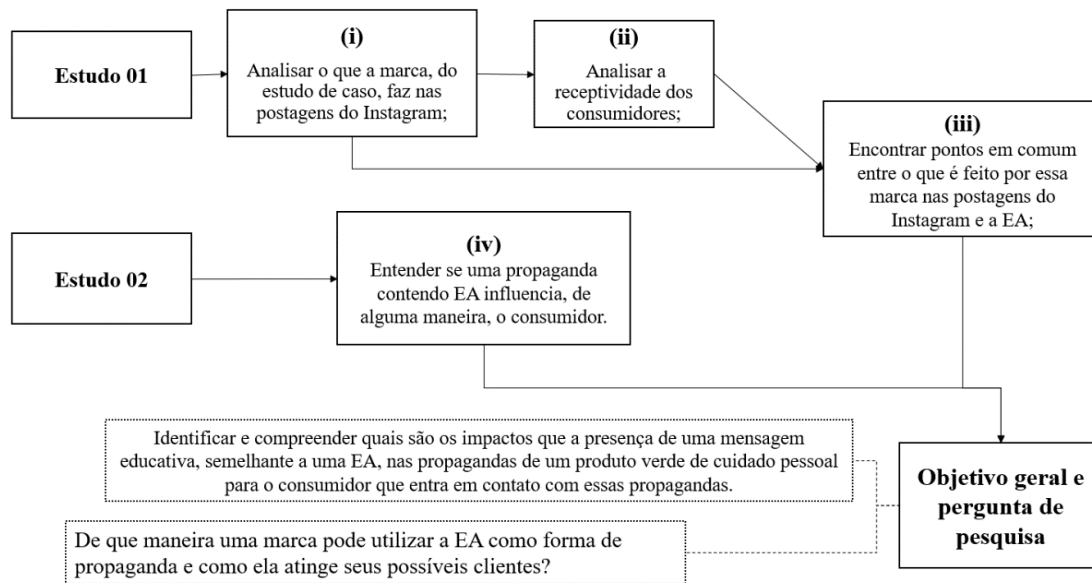 Estudo 01
(i)
Analisar o que a marca, do
estudo de caso, faz nas
postagens do Instagram;
(ii)
Analisar a
receptividade dos
consumidores;
(iii)
Encontrar pontos em comum
entre o que é feito por essa
marca nas postagens do
Instagram e a EA;
Estudo 02
(iv)
Entender se uma propaganda
contendo EA influencia, de
alguma maneira, o consumidor.
Identificar e compreender quais são os impactos que a presença de uma mensagem
educativa, semelhante a uma EA, nas propagandas de um produto verde de cuidado pessoal
para o consumidor que entra em contato com essas propagandas.
De que maneira uma marca pode utilizar a EA como forma de
propaganda e como ela atinge seus possíveis clientes?
Objetivo geral e
pergunta de
pesquisa